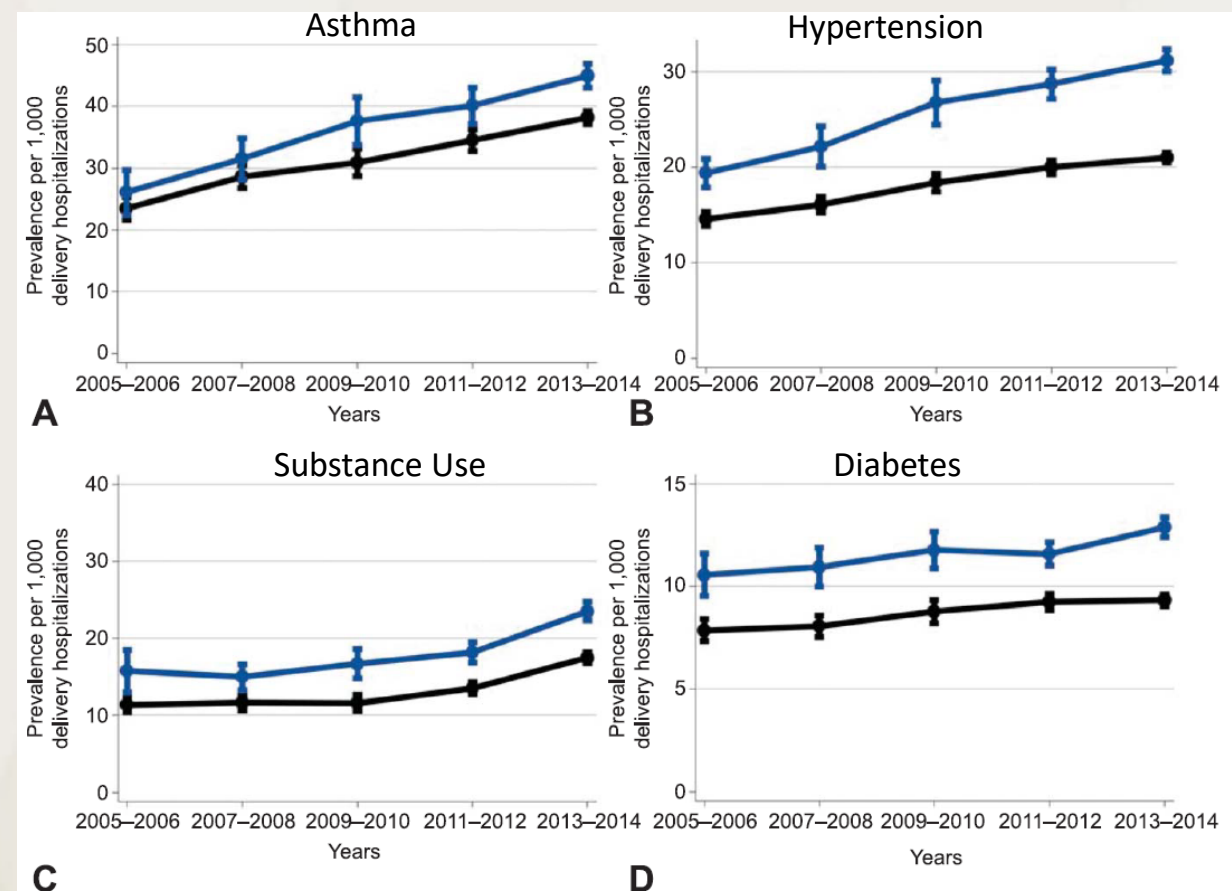 Asthma
50
40
30
20
10
0
Prevalence per 1,000
delivery hospitalizations
2005–2006 2007–2008 2009–2010 2011–2012 2013–2014
Years
A
Hypertension
30
20
10
0
Prevalence per 1,000
delivery hospitalizations
2005–2006 2007–2008 2009–2010 2011–2012 2013–2014
Years
B
Substance Use
40
30
20
10
0
Prevalence per 1,000
delivery hospitalizations
2005–2006 2007–2008 2009–2010 2011–2012 2013–2014
Years
C
Diabetes
15
10
5
0
Prevalence per 1,000
delivery hospitalizations
2005–2006 2007–2008 2009–2010 2011–2012 2013–2014
Years
D